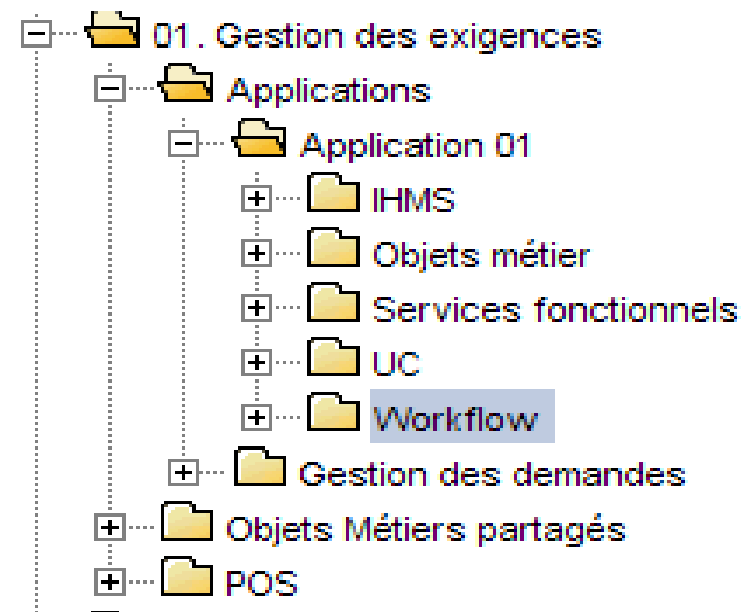 01. Gestion des exigences
Applications
Application 01
IHMS
Objets métier
Services fonctionnels
UC
Workflow
Gestion des demandes
Objets Métiers partagés
POS